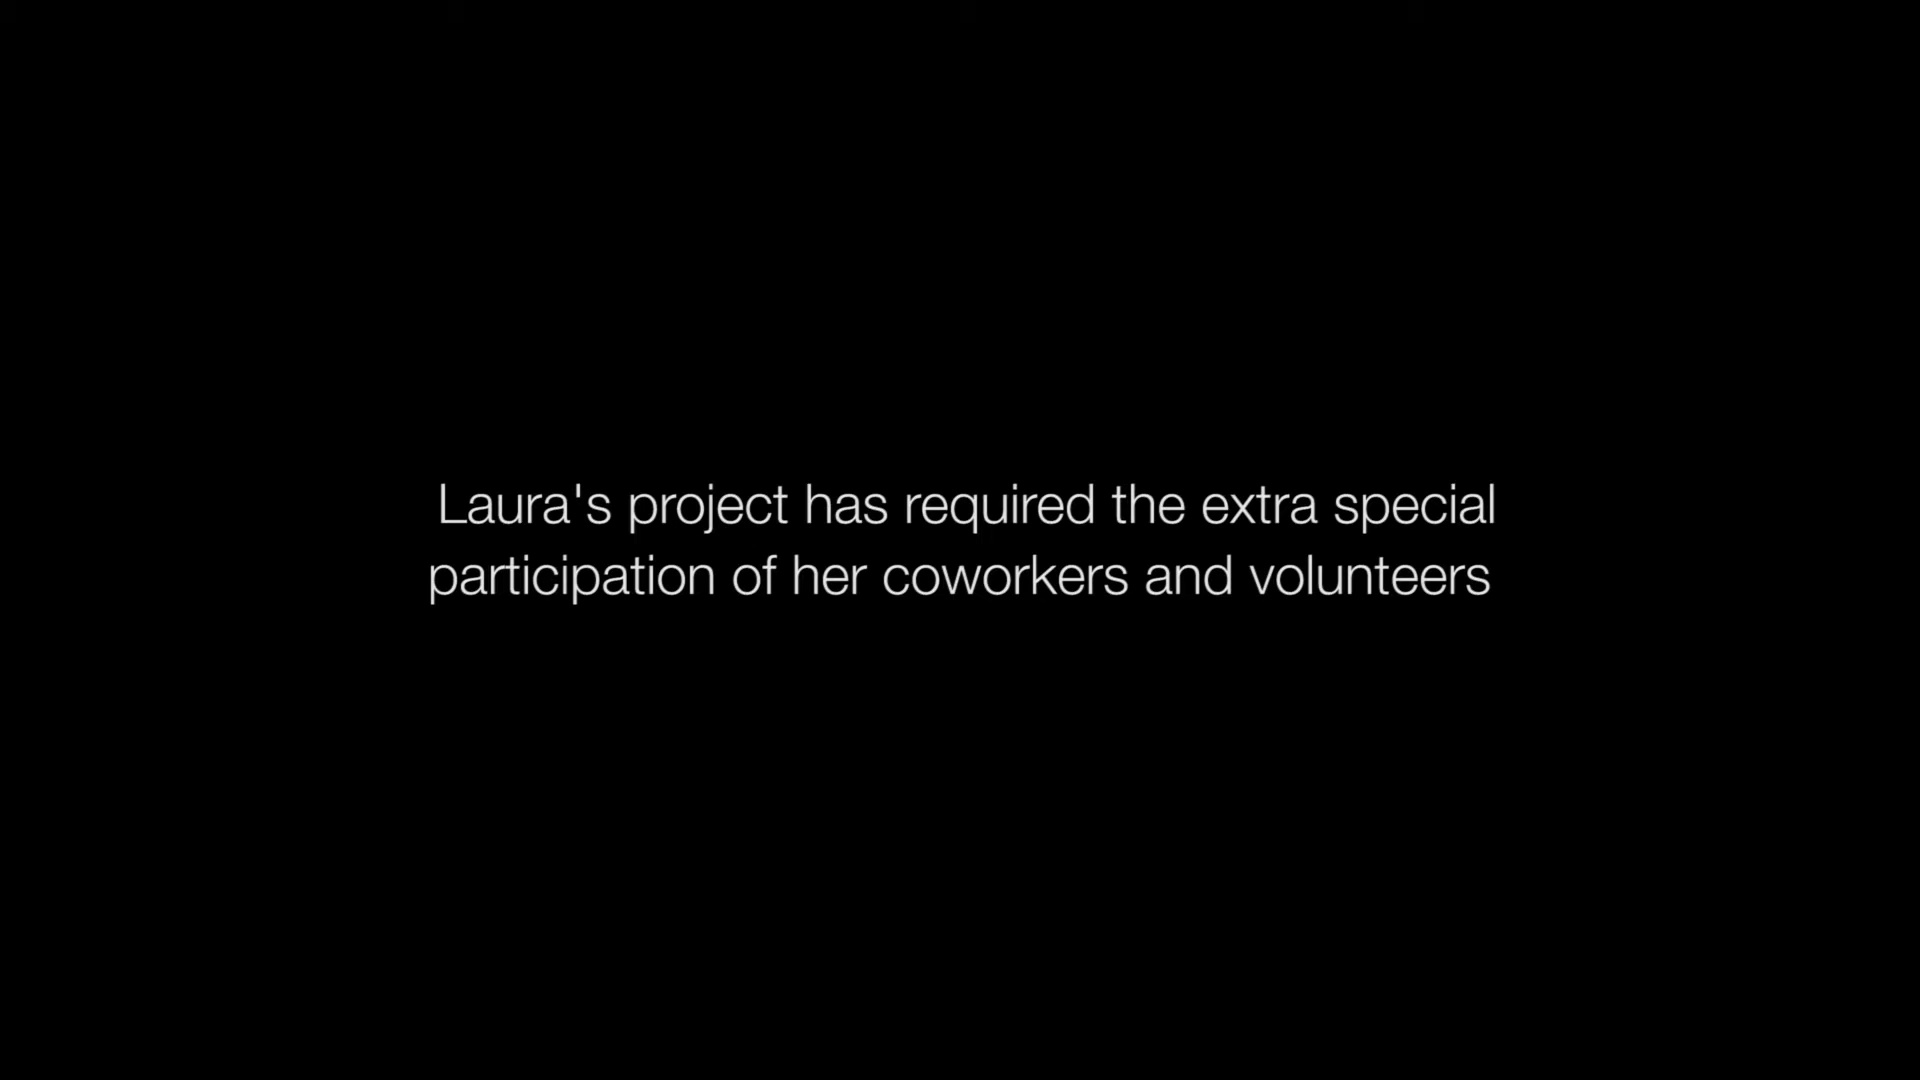 Laura's project has required the extra special
participation of her coworkers and volunteers